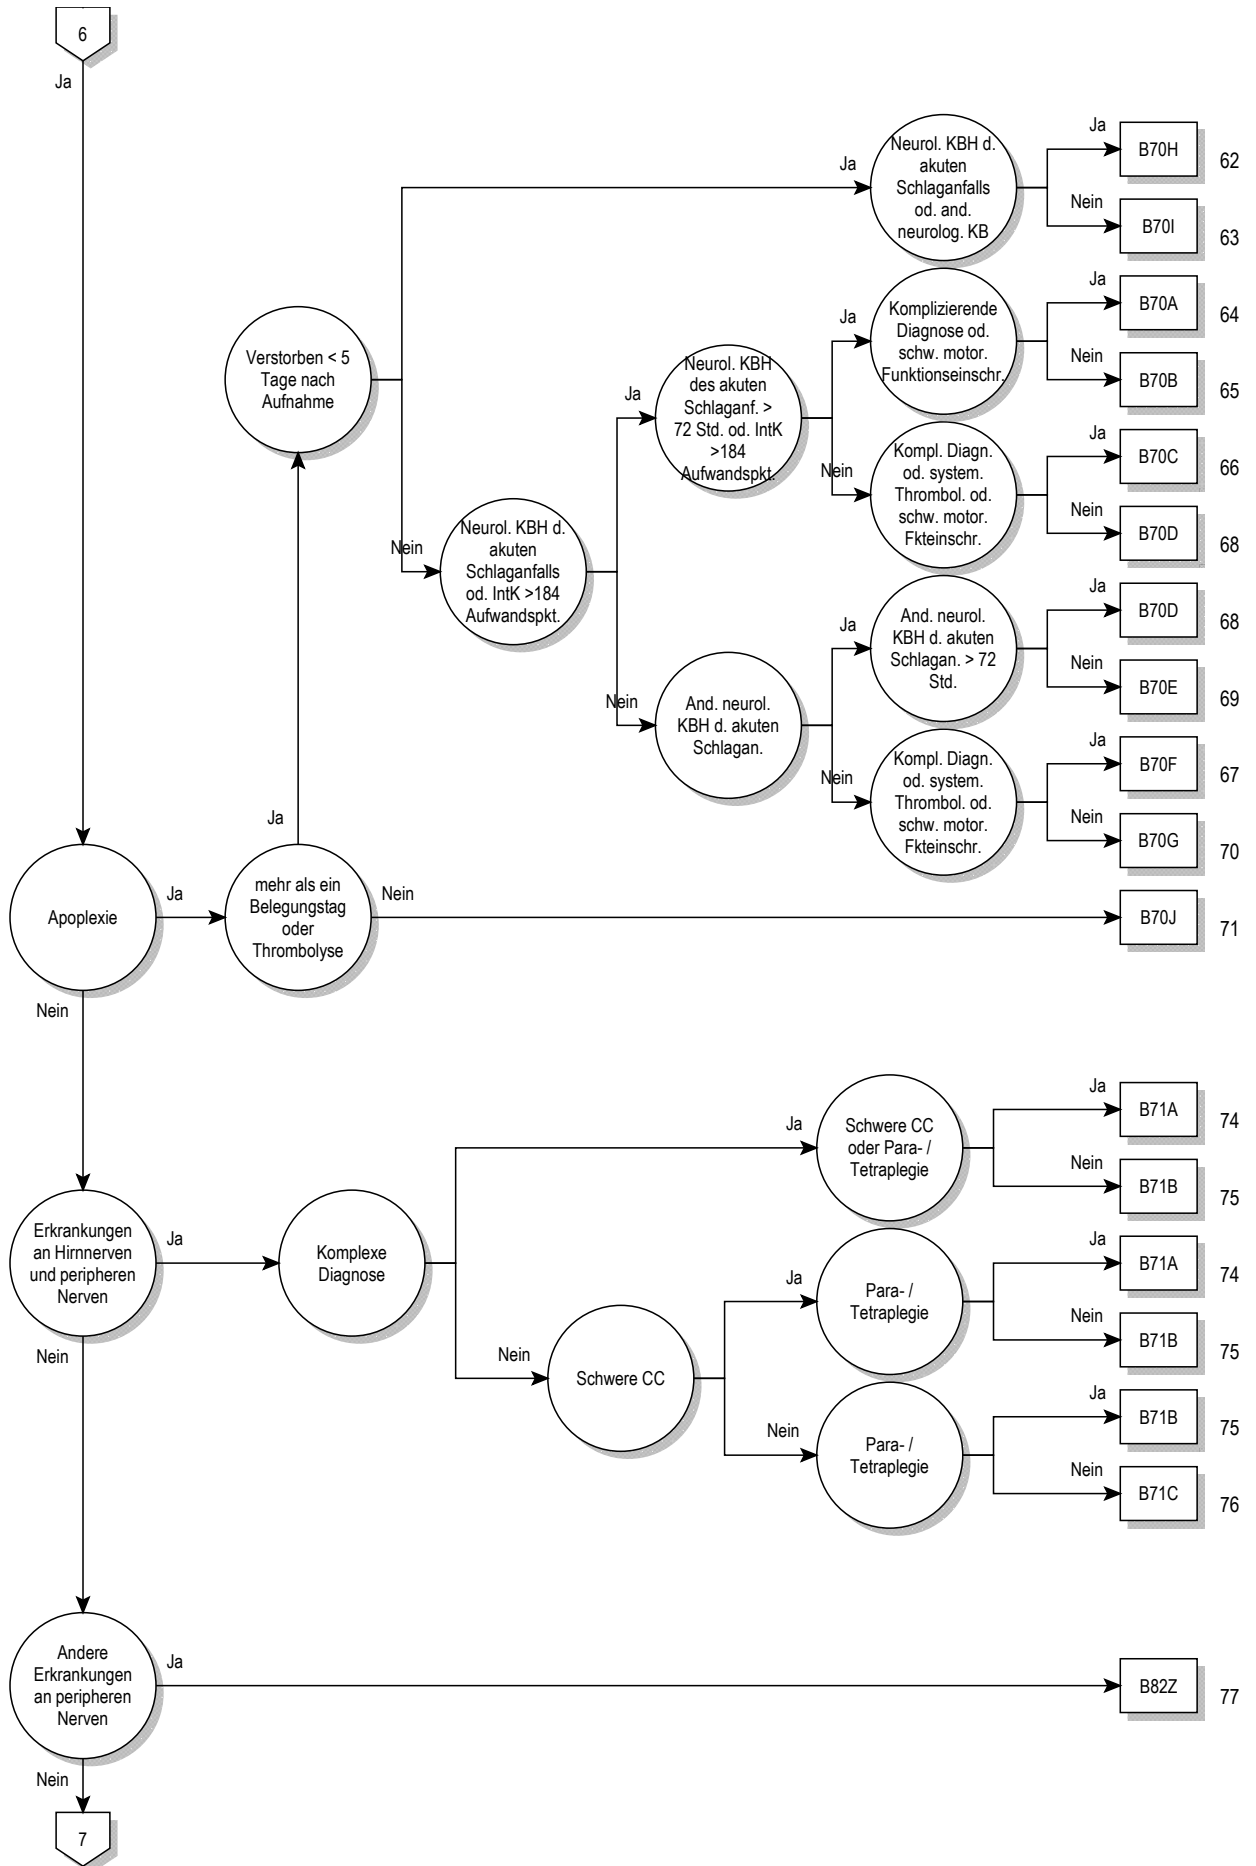 6
Ja
Neurol. KBH d.
akuten
Schlaganfalls
od. and.
neurolog. KB
Ja
Ja
B70H
62
Nein
B70I
63
Verstorben < 5
Tage nach
Aufnahme
Neurol. KBH
des akuten
Schlaganf. >
72 Std. od. IntK
>184
Aufwandspkt.
Ja
Komplizierende
Diagnose od.
schw. motor.
Funktionseinschr.
Ja
Ja
B70A
64
Nein
B70B
65
Nein
Kompl. Diagn.
od. system.
Thrombol. od.
schw. motor.
Fkteinschr.
Ja
B70C
66
Nein
B70D
68
Nein
Neurol. KBH d.
akuten
Schlaganfalls
od. IntK >184
Aufwandspkt.
Nein
And. neurol.
KBH d. akuten
Schlagan.
Ja
And. neurol.
KBH d. akuten
Schlagan. > 72
Std.
Ja
B70D
68
Nein
B70E
69
Nein
Kompl. Diagn.
od. system.
Thrombol. od.
schw. motor.
Fkteinschr.
Ja
B70F
67
Nein
B70G
70
Ja
Apoplexie
Ja
mehr als ein
Belegungstag
oder
Thrombolyse
Nein
B70J
71
Nein
Erkrankungen
an Hirnnerven
und peripheren
Nerven
Ja
Komplexe
Diagnose
Ja
Schwere CC
oder Para- /
Tetraplegie
Ja
B71A
74
Nein
B71B
75
Nein
Schwere CC
Ja
Para- /
Tetraplegie
Ja
B71A
74
Nein
B71B
75
Nein
Para- /
Tetraplegie
Ja
B71B
75
Nein
B71C
76
Nein
Andere
Erkrankungen
an peripheren
Nerven
Ja
B82Z
77
Nein
7